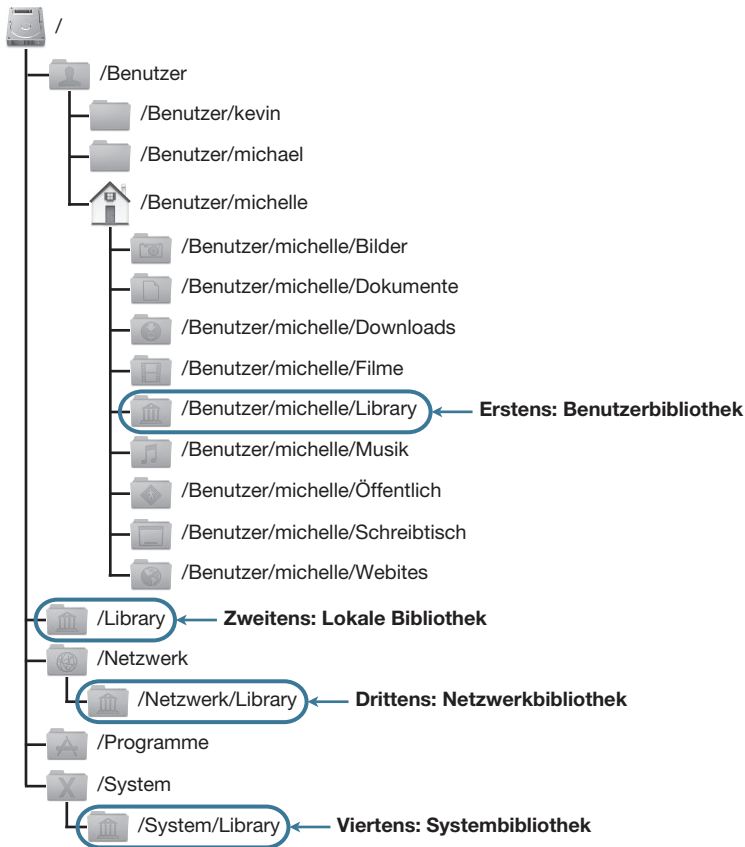 /
/Benutzer
/Benutzer/kevin
/Benutzer/michael
/Benutzer/michelle
/Benutzer/michelle/Bilder
/Benutzer/michelle/Dokumente
/Benutzer/michelle/Downloads
/Benutzer/michelle/Filme
/Benutzer/michelle/Library Erstens: Benutzerbibliothek
/Benutzer/michelle/Musik
/Benutzer/michelle/Öffentlich
/Benutzer/michelle/Schreibtisch
/Benutzer/michelle/Webites
/Library Zweitens: Lokale Bibliothek
/Netzwerk
/Netzwerk/Library Drittens: Netzwerkbibliothek
/Programme
/System
/System/Library Viertens: Systembibliothek